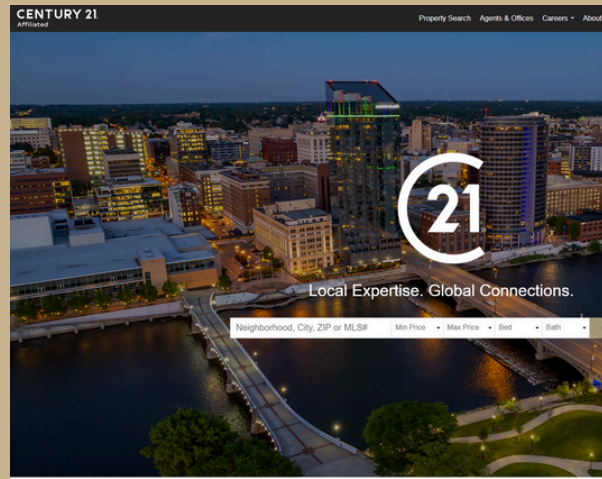 CENTURY 21
Affiliated
Property Search Agents & Offices Careers About
21
Local Expertise. Global Connections.
Neighborhood, City, ZIP or MLS# Min Price Max Price Bed Bath